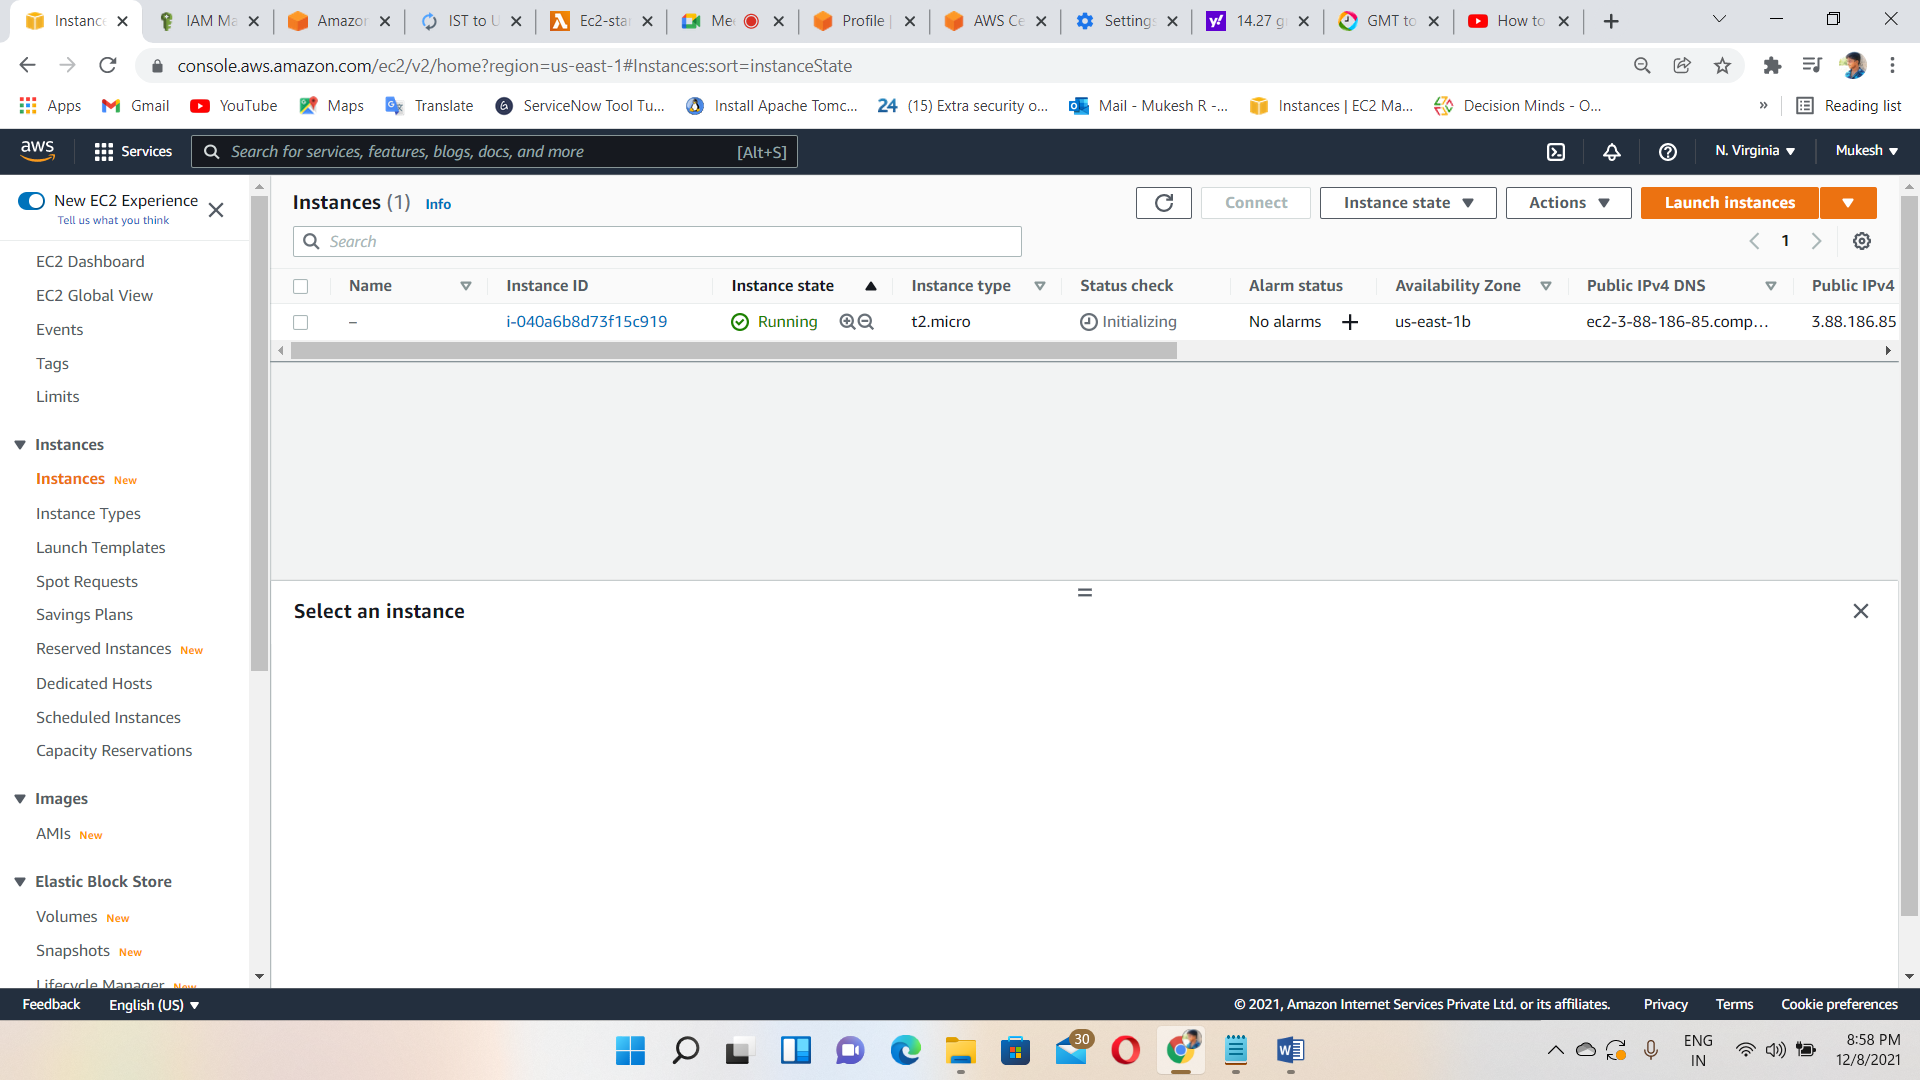 Instance
IAM Ma
Amazon
IST to U
Ec2-star
Mee
Profile |
AWS Ce
Settings
14.27 g
GMT to
How to
console.aws.amazon.com/ec2/v2/home?region=us-east-1#Instances:sort=instanceState
Apps
Gmail
YouTube
Maps
Translate
ServiceNow Tool Tu...
Install Apache Tomc...
24 (15) Extra security o...
Mail - Mukesh R -...
Instances | EC2 Ma...
Decision Minds - O...
»
Reading list
aws
Services
Search for services, features, blogs, docs, and more [Alt+S]
N. Virginia
Mukesh
New EC2 Experience
Tell us what you think
EC2 Dashboard
EC2 Global View
Events
Tags
Limits
Instances
Instances New
Instance Types
Launch Templates
Spot Requests
Savings Plans
Reserved Instances New
Dedicated Hosts
Scheduled Instances
Capacity Reservations
Images
AMIs New
Elastic Block Store
Volumes New
Snapshots New
Lifecycle Manager New
Instances (1) Info
Connect
Instance state
Actions
Launch instances
Search
1
Name Instance ID Instance state Instance type Status check Alarm status Availability Zone Public IPv4 DNS Public IPv4
– i-040a6b8d73f15c919 Running t2.micro Initializing No alarms + us-east-1b ec2-3-88-186-85.comp... 3.88.186.85
Select an instance
Feedback English (US)
© 2021, Amazon Internet Services Private Ltd. or its affiliates. Privacy Terms Cookie preferences
30
ENG
IN
8:58 PM
12/8/2021